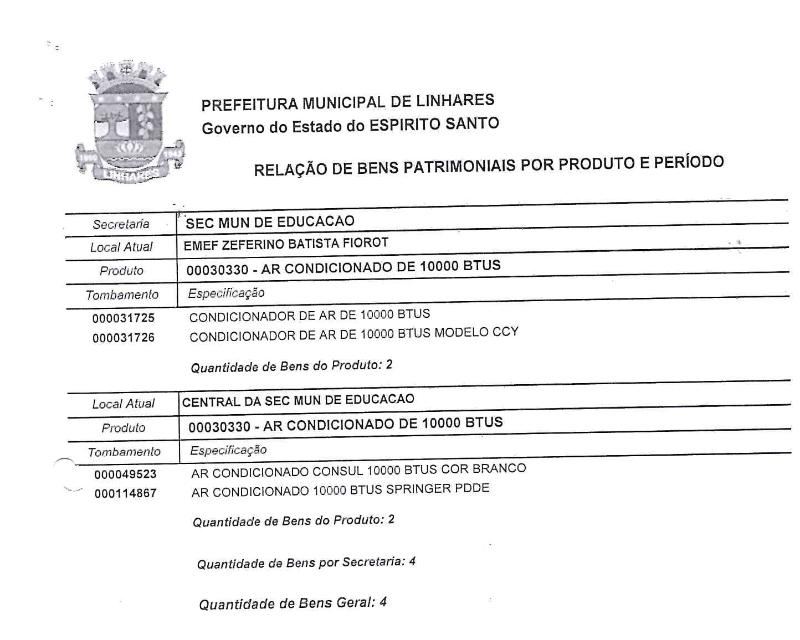 PREFEITURA MUNICIPAL DE LINHARES
Governo do Estado do ESPIRITO SANTO
LINHARES
RELAÇÃO DE BENS PATRIMONIAIS POR PRODUTO E PERÍODO
Secretaria SEC MUN DE EDUCACAO
Local Atual EMEF ZEFERINO BATISTA FIOROT
Produto 00030330 - AR CONDICIONADO DE 10000 BTUS
Tombamento Especificação
000031725 CONDICIONADOR DE AR DE 10000 BTUS
000031726 CONDICIONADOR DE AR DE 10000 BTUS MODELO CCY
Quantidade de Bens do Produto: 2
Local Atual CENTRAL DA SEC MUN DE EDUCACAO
Produto 00030330 - AR CONDICIONADO DE 10000 BTUS
Tombamento Especificação
000049523 AR CONDICIONADO CONSUL 10000 BTUS COR BRANCO
000114867 AR CONDICIONADO 10000 BTUS SPRINGER PDDE
Quantidade de Bens do Produto: 2
Quantidade de Bens por Secretaria: 4
Quantidade de Bens Geral: 4